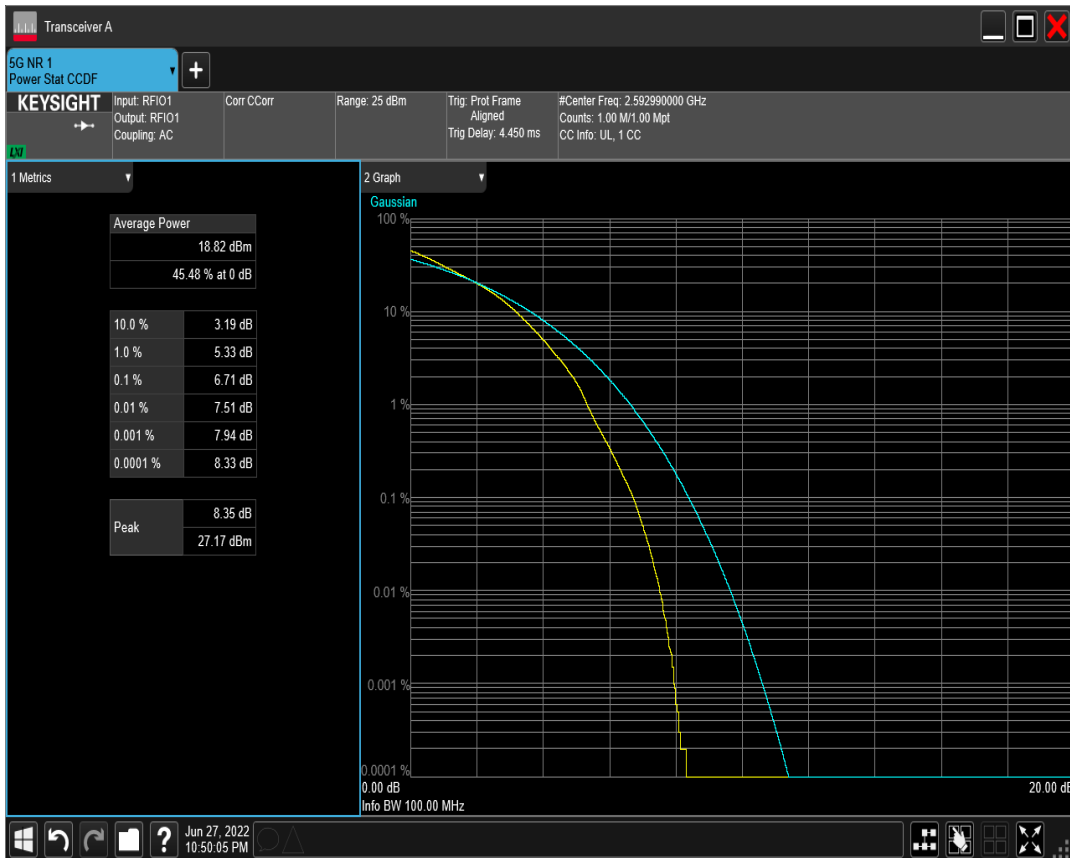 Transceiver A
5G NR 1
Power Stat CCDF
KEYSIGHT
LXI
Input: RFIO1
Output: RFIO1
Coupling: AC
Corr CCorr
Range: 25 dBm
Trig: Prot Frame
Aligned
Trig Delay: 4.450 ms
#Center Freq: 2.592990000 GHz
Counts: 1.00 M/1.00 Mpt
CC Info: UL, 1 CC
1 Metrics
Average Power
18.82 dBm
45.48 % at 0 dB
10.0 % 3.19 dB
1.0 % 5.33 dB
0.1 % 6.71 dB
0.01 % 7.51 dB
0.001 % 7.94 dB
0.0001 % 8.33 dB
Peak
8.35 dB
27.17 dBm
2 Graph
Gaussian
100 %
10 %
1 %
0.1 %
0.01 %
0.001 %
0.0001 %
0.00 dB
20.00 dB
Info BW 100.00 MHz
Jun 27, 2022
10:50:05 PM